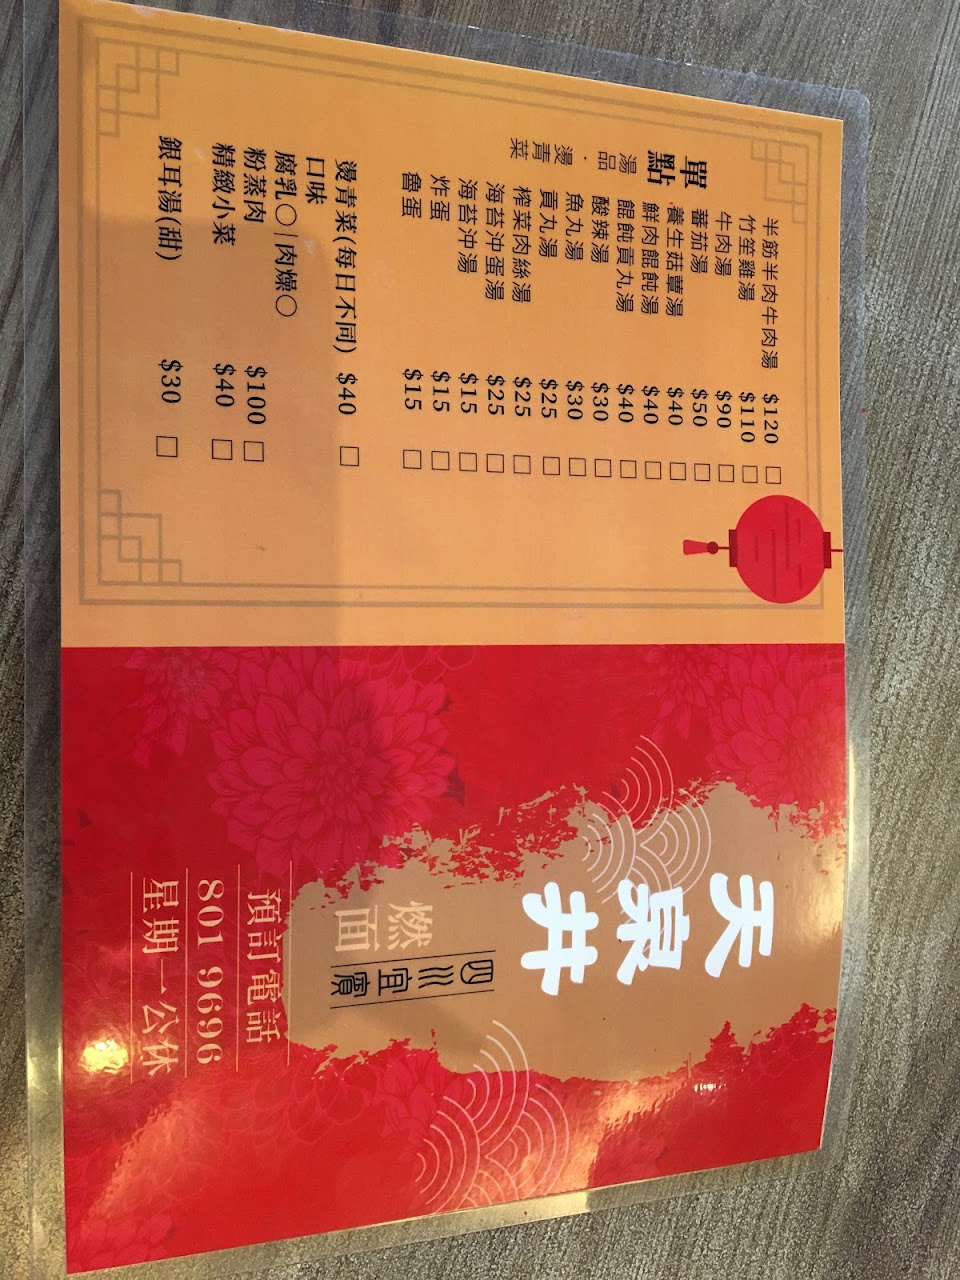 單點
湯品·燙青菜
半筋半肉牛肉湯 $120 □
竹笙雞湯 $110 □
牛肉湯 $90 □
蕃茄湯 $50 □
養生菇蕈湯 $40 □
鮮肉餛飩湯 $40 □
餛飩貢丸湯 $40 □
酸辣湯 $30 □
魚丸湯 $30 □
貢丸湯 $25 □
榨菜肉絲湯 $25 □
海苔沖蛋湯 $25 □
海苔沖湯 $15 □
炸蛋 $15 □
魯蛋 $15 □
燙青菜(每日不同) $40 □
口味
腐乳○|肉燥○
粉蒸肉 $100 □
精緻小菜 $40 □
銀耳湯(甜) $30 □
天泉井
四川宜賓
燃面
預訂電話
801 9696
星期一公休